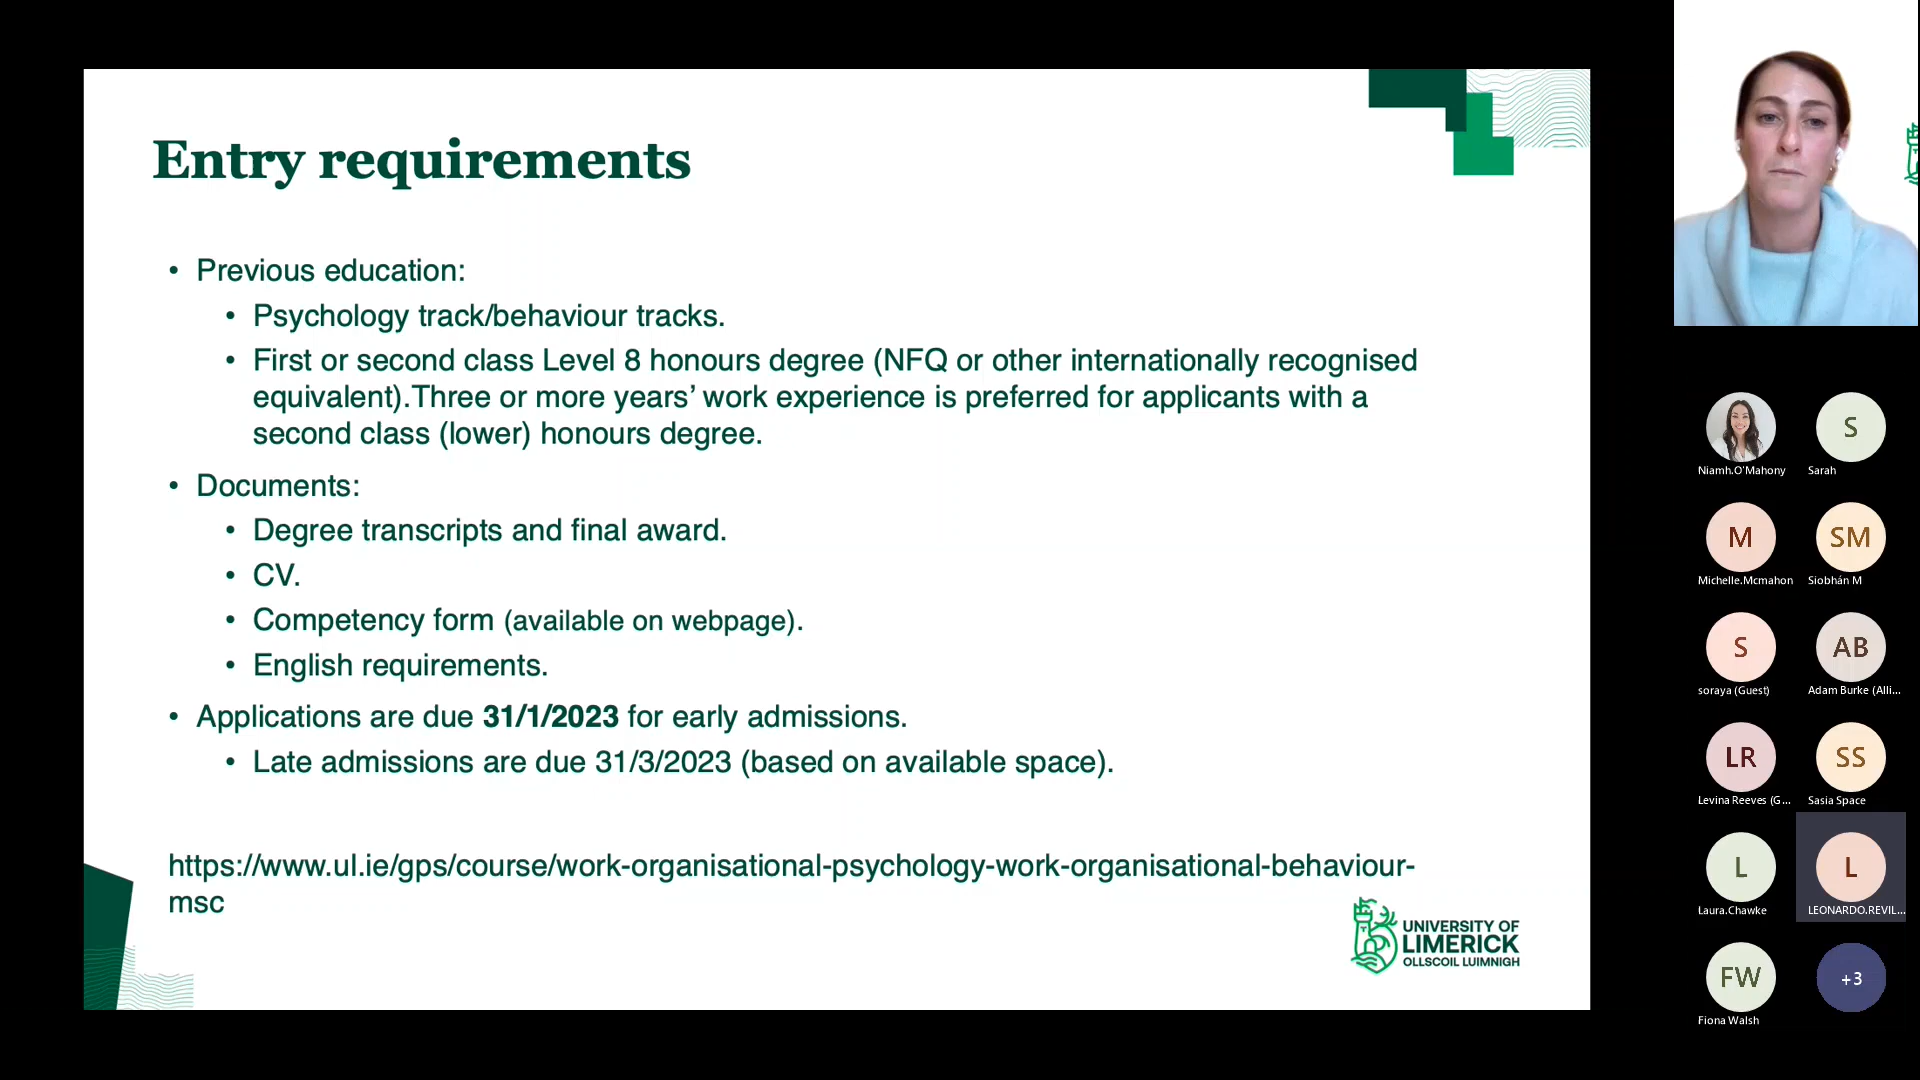 Entry requirements
• Previous education:
• Psychology track/behaviour tracks.
• First or second class Level 8 honours degree (NFQ or other internationally recognised
equivalent).Three or more years’ work experience is preferred for applicants with a
second class (lower) honours degree.
• Documents:
• Degree transcripts and final award.
• CV.
• Competency form (available on webpage).
• English requirements.
• Applications are due 31/1/2023 for early admissions.
• Late admissions are due 31/3/2023 (based on available space).
https://www.ul.ie/gps/course/work-organisational-psychology-work-organisational-behaviour-
msc
UNIVERSITY OF
LIMERICK
OLLSCOIL LUIMNIGH
S
Niamh.O'Mahony
Sarah
M
SM
Michelle.Mcmahon
Siobhán M
S
AB
soraya (Guest)
Adam Burke (Alli...
LR
SS
Levina Reeves (G...
Sasia Space
L
L
Laura.Chawke
LEONARDO.REVIL...
FW
+3
Fiona Walsh